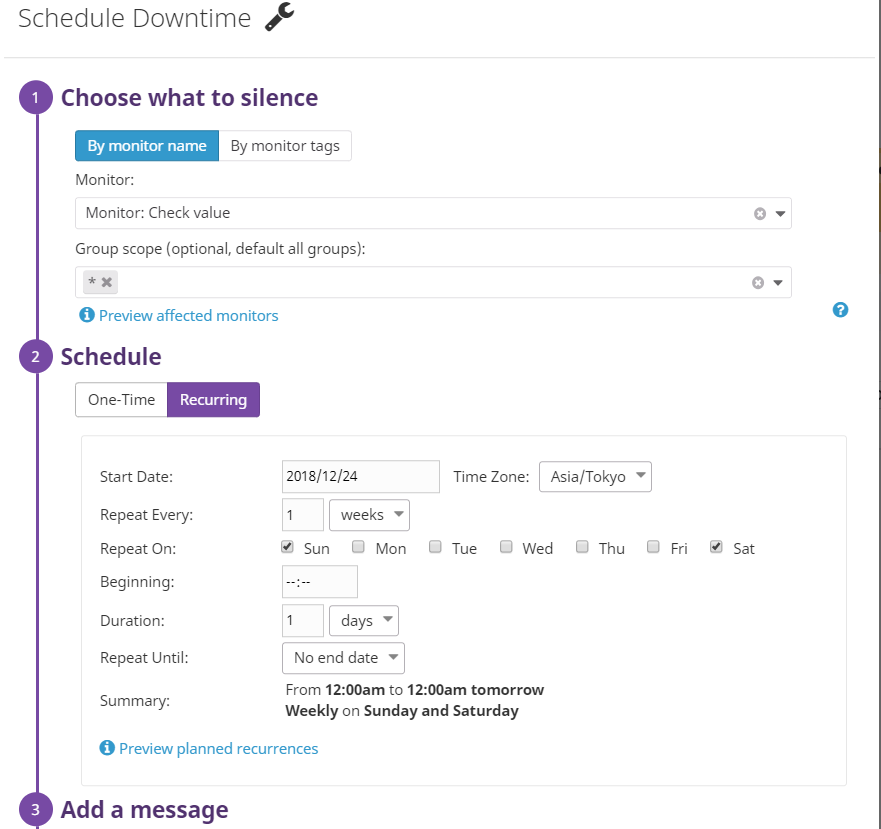 Schedule Downtime
1 Choose what to silence
By monitor name By monitor tags
Monitor:
Monitor: Check value
Group scope (optional, default all groups):
*
Preview affected monitors
2 Schedule
One-Time Recurring
Start Date: 2018/12/24 Time Zone: Asia/Tokyo
Repeat Every: 1 weeks
Repeat On: Sun Mon Tue Wed Thu Fri Sat
Beginning: --:--
Duration: 1 days
Repeat Until: No end date
Summary: From 12:00am to 12:00am tomorrow
Weekly on Sunday and Saturday
Preview planned recurrences
3 Add a message